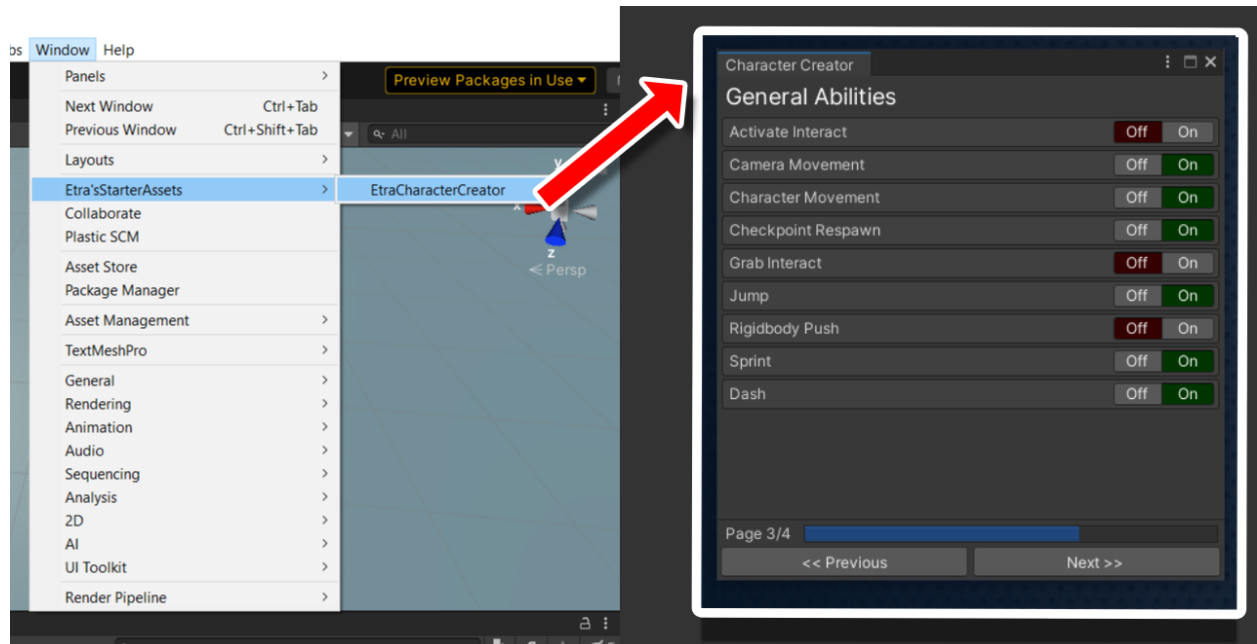 bs Window Help
Panels >
Next Window Ctrl+Tab
Previous Window Ctrl+Shift+Tab
Layouts >
Etra'sStarterAssets >
Collaborate
Plastic SCM
Asset Store
Package Manager
Asset Management >
TextMeshPro >
General >
Rendering >
Animation >
Audio >
Sequencing >
Analysis >
2D >
AI >
UI Toolkit >
Render Pipeline >
EtraCharacterCreator
Preview Packages in Use
All
y
x
z
< Persp
Character Creator
General Abilities
Activate Interact Off On
Camera Movement Off On
Character Movement Off On
Checkpoint Respawn Off On
Grab Interact Off On
Jump Off On
Rigidbody Push Off On
Sprint Off On
Dash Off On
Page 3/4
<< Previous Next >>